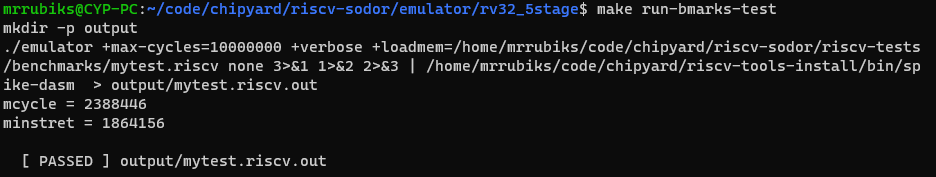 mrrubiks@CYP-PC:~/code/chipyard/riscv-sodor/emulator/rv32_5stage$ make run-bmarks-test
mkdir -p output
./emulator +max-cycles=10000000 +verbose +loadmem=/home/mrrubiks/code/chipyard/riscv-sodor/riscv-tests
/benchmarks/mytest.riscv none 3>&1 1>&2 2>&3 | /home/mrrubiks/code/chipyard/riscv-tools-install/bin/sp
ike-dasm  > output/mytest.riscv.out
mcycle = 2388446
minstret = 1864156
  [ PASSED ] output/mytest.riscv.out